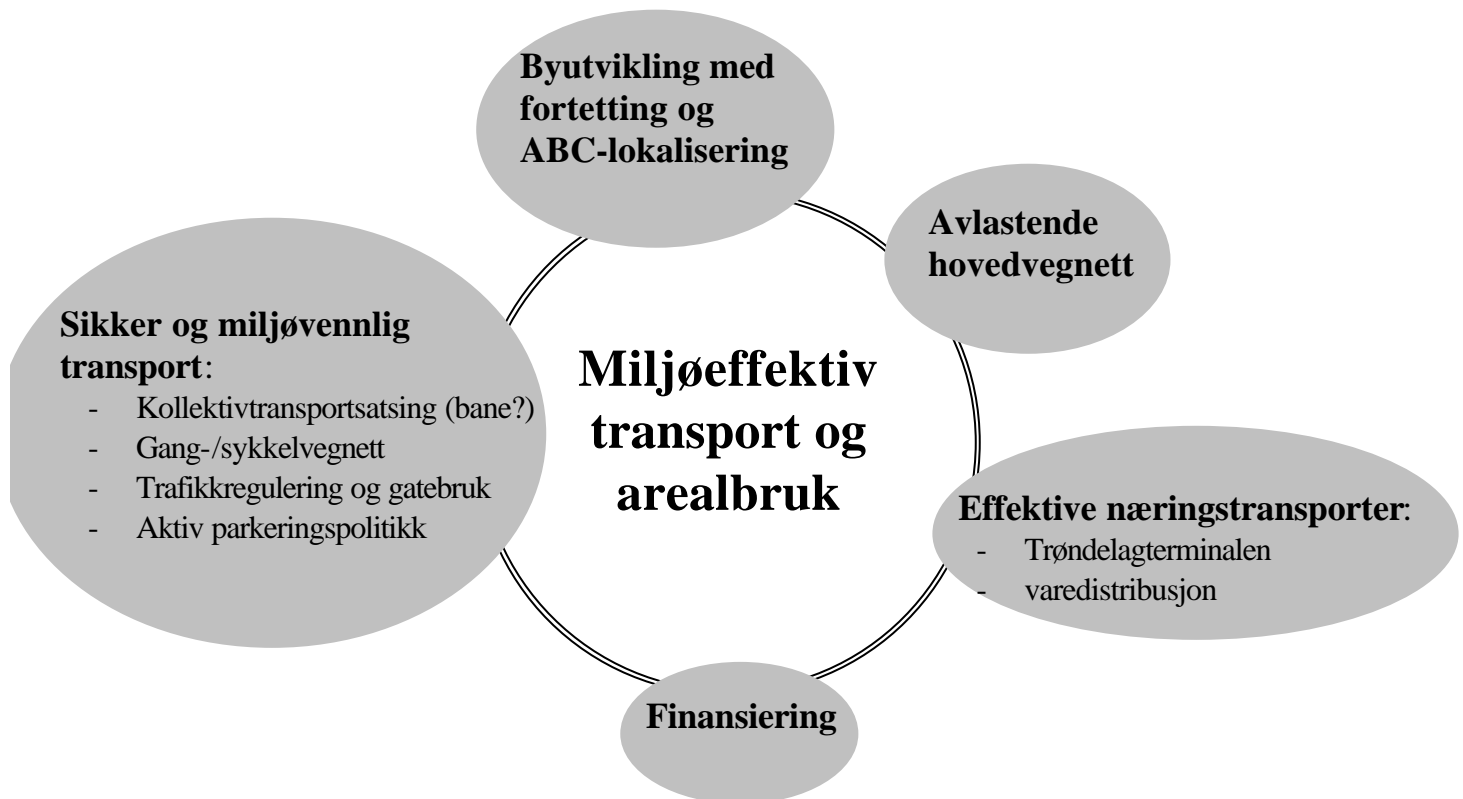 Byutvikling med
fortetting og
ABC-lokalisering
Avlastende
hovedvegnett
Sikker og miljøvennlig
transport:
- Kollektivtransportsatsing (bane?)
- Gang-/sykkelvegnett
- Trafikkregulering og gatebruk
- Aktiv parkeringspolitikk
Miljøeffektiv
transport og
arealbruk
Effektive næringstransporter:
- Trøndelagterminalen
- varedistribusjon
Finansiering